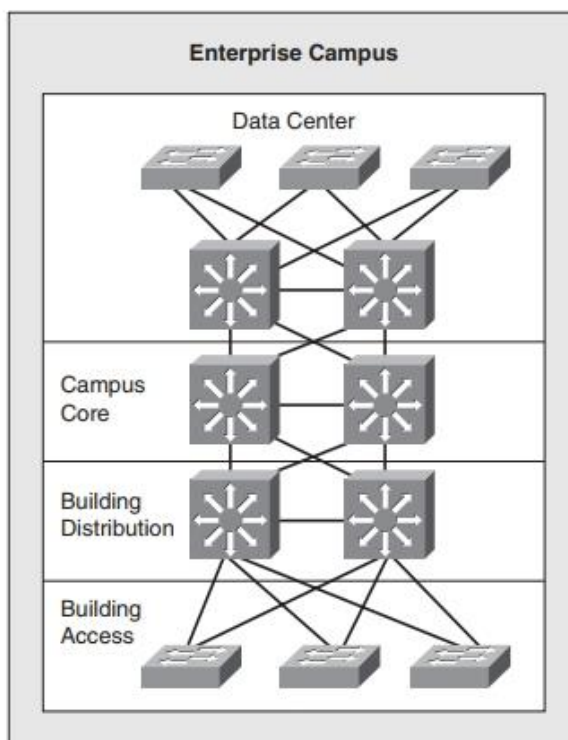 Enterprise Campus
Data Center
Campus
Core
Building
Distribution
Building
Access